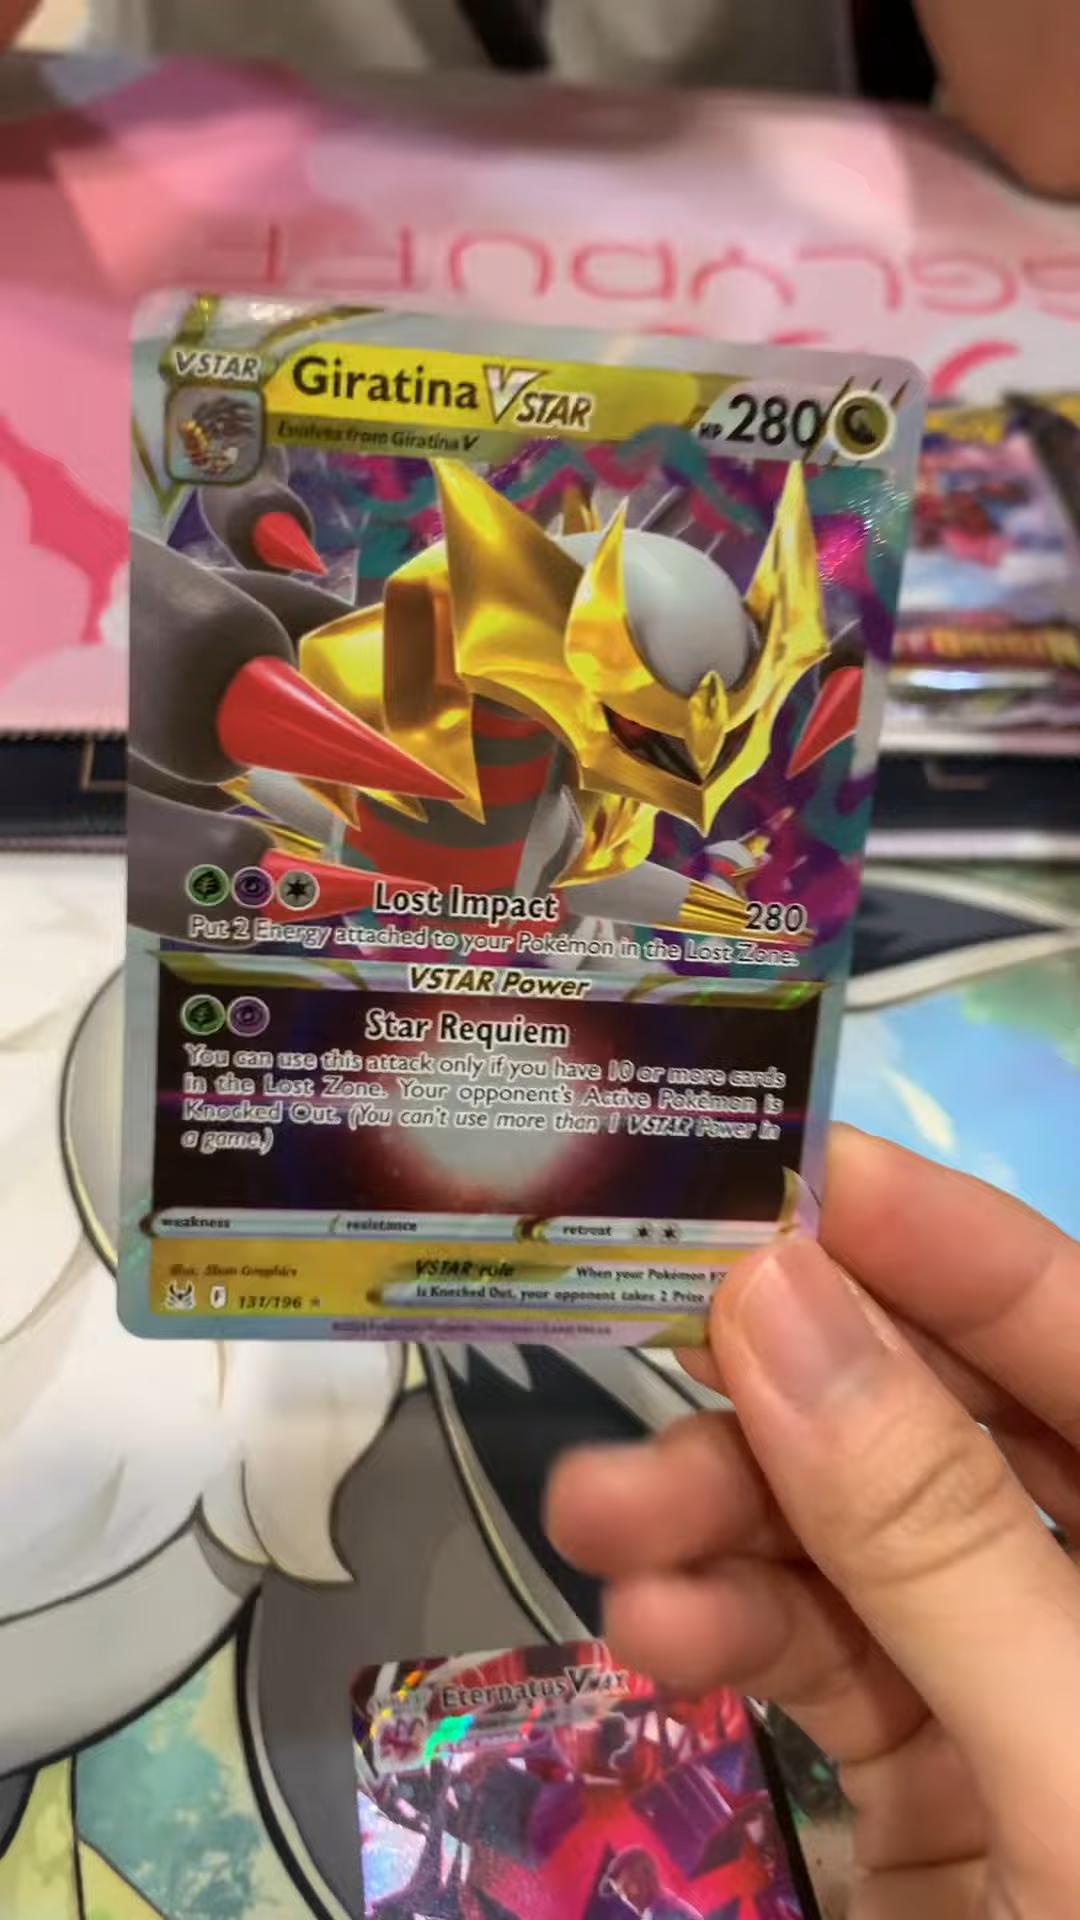 VSTAR
Giratina VSTAR
HP 280
Evolves from Giratina V
Lost Impact 280
Put 2 Energy attached to your Pokémon in the Lost Zone.
VSTAR Power
Star Requiem
You can use this attack only if you have 10 or more cards
in the Lost Zone. Your opponent's Active Pokémon is
Knocked Out. (You can't use more than 1 VSTAR Power in
a game.)
weakness resistance retreat
Illus. 5ban Graphics
VSTAR rule When your Pokémon
is Knocked Out, your opponent takes 2 Prize
F 131/196
Eternatus VMAX